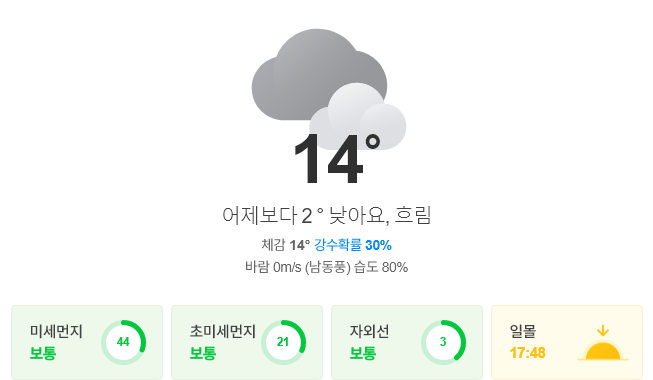 14°
어제보다 2° 낮아요, 흐림
체감 14° 강수확률 30%
바람 0m/s (남동풍) 습도 80%
미세먼지
보통
44
초미세먼지
보통
21
자외선
보통
3
일몰
17:48